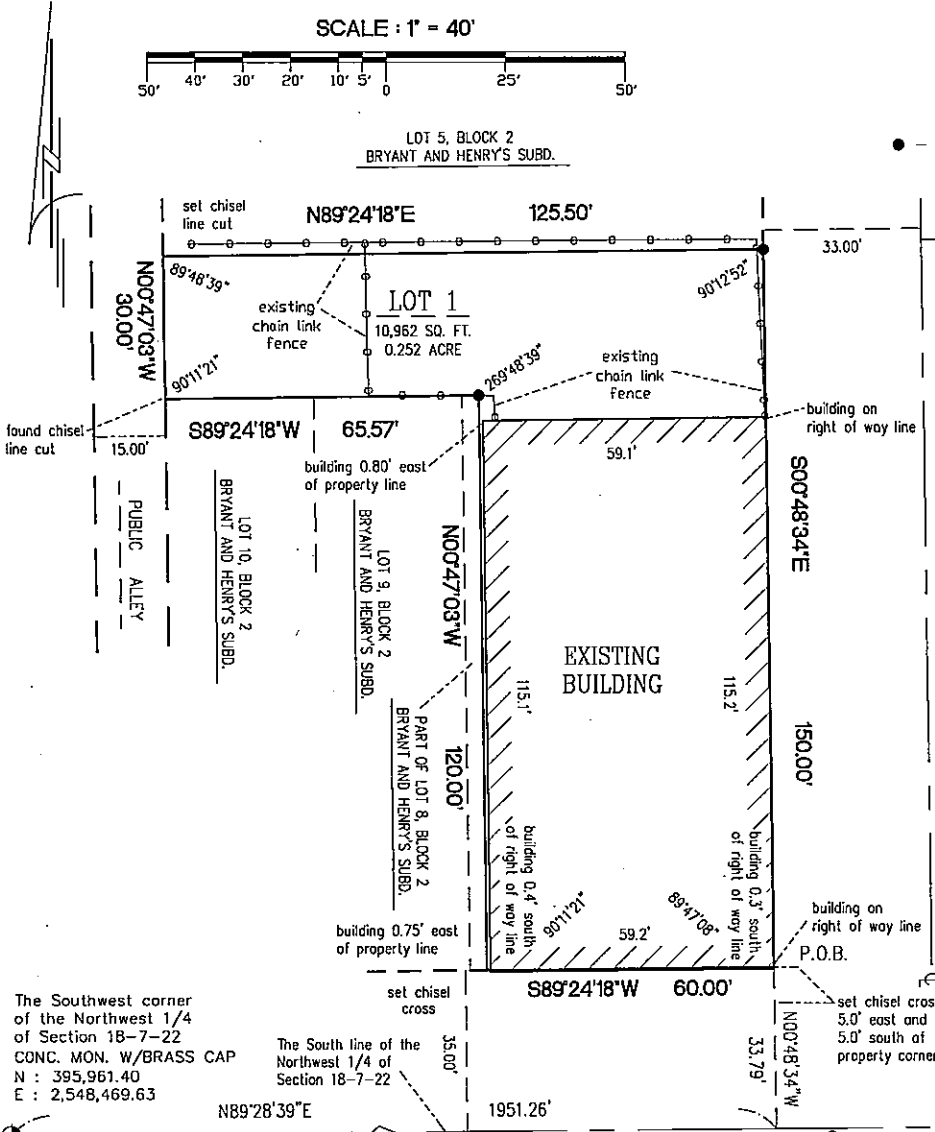 SCALE : 1" = 40'
50' 40' 30' 20' 10' 5' 0 25' 50'
LOT 5, BLOCK 2
BRYANT AND HENRY'S SUBD.
set chisel
line cut
N89°24'18"E 125.50'
33.00'
89°48'39"
90°12'52"
N00°47'03"W
30.00'
existing
chain link
fence
LOT 1
10,962 SQ. FT.
0.252 ACRE
90°11'21"
269°48'39"
existing
chain link
fence
found chisel
line cut
15.00'
S89°24'18"W 65.57'
building 0.80' east
of property line
59.1'
building on
right of way line
S00°48'34"E
150.00'
PUBLIC ALLEY
LOT 10, BLOCK 2
BRYANT AND HENRY'S SUBD.
LOT 9, BLOCK 2
BRYANT AND HENRY'S SUBD.
N00°47'03"W
120.00'
PART OF LOT 8, BLOCK 2
BRYANT AND HENRY'S SUBD.
EXISTING
BUILDING
115.1'
115.2'
building 0.4' south
of right of way line
building 0.3' south
of right of way line
90°11'21"
89°47'08"
59.2'
building 0.75' east
of property line
building on
right of way line
P.O.B.
set chisel
cross
S89°24'18"W 60.00'
set chisel cros
5.0' east and
5.0' south of
property corner
The Southwest corner
of the Northwest 1/4
of Section 18-7-22
CONC. MON. W/BRASS CAP
N : 395,961.40
E : 2,548,469.63
The South line of the
Northwest 1/4 of
Section 18-7-22
35.00'
N00°48'34"W
33.79'
N89°28'39"E 1951.26'